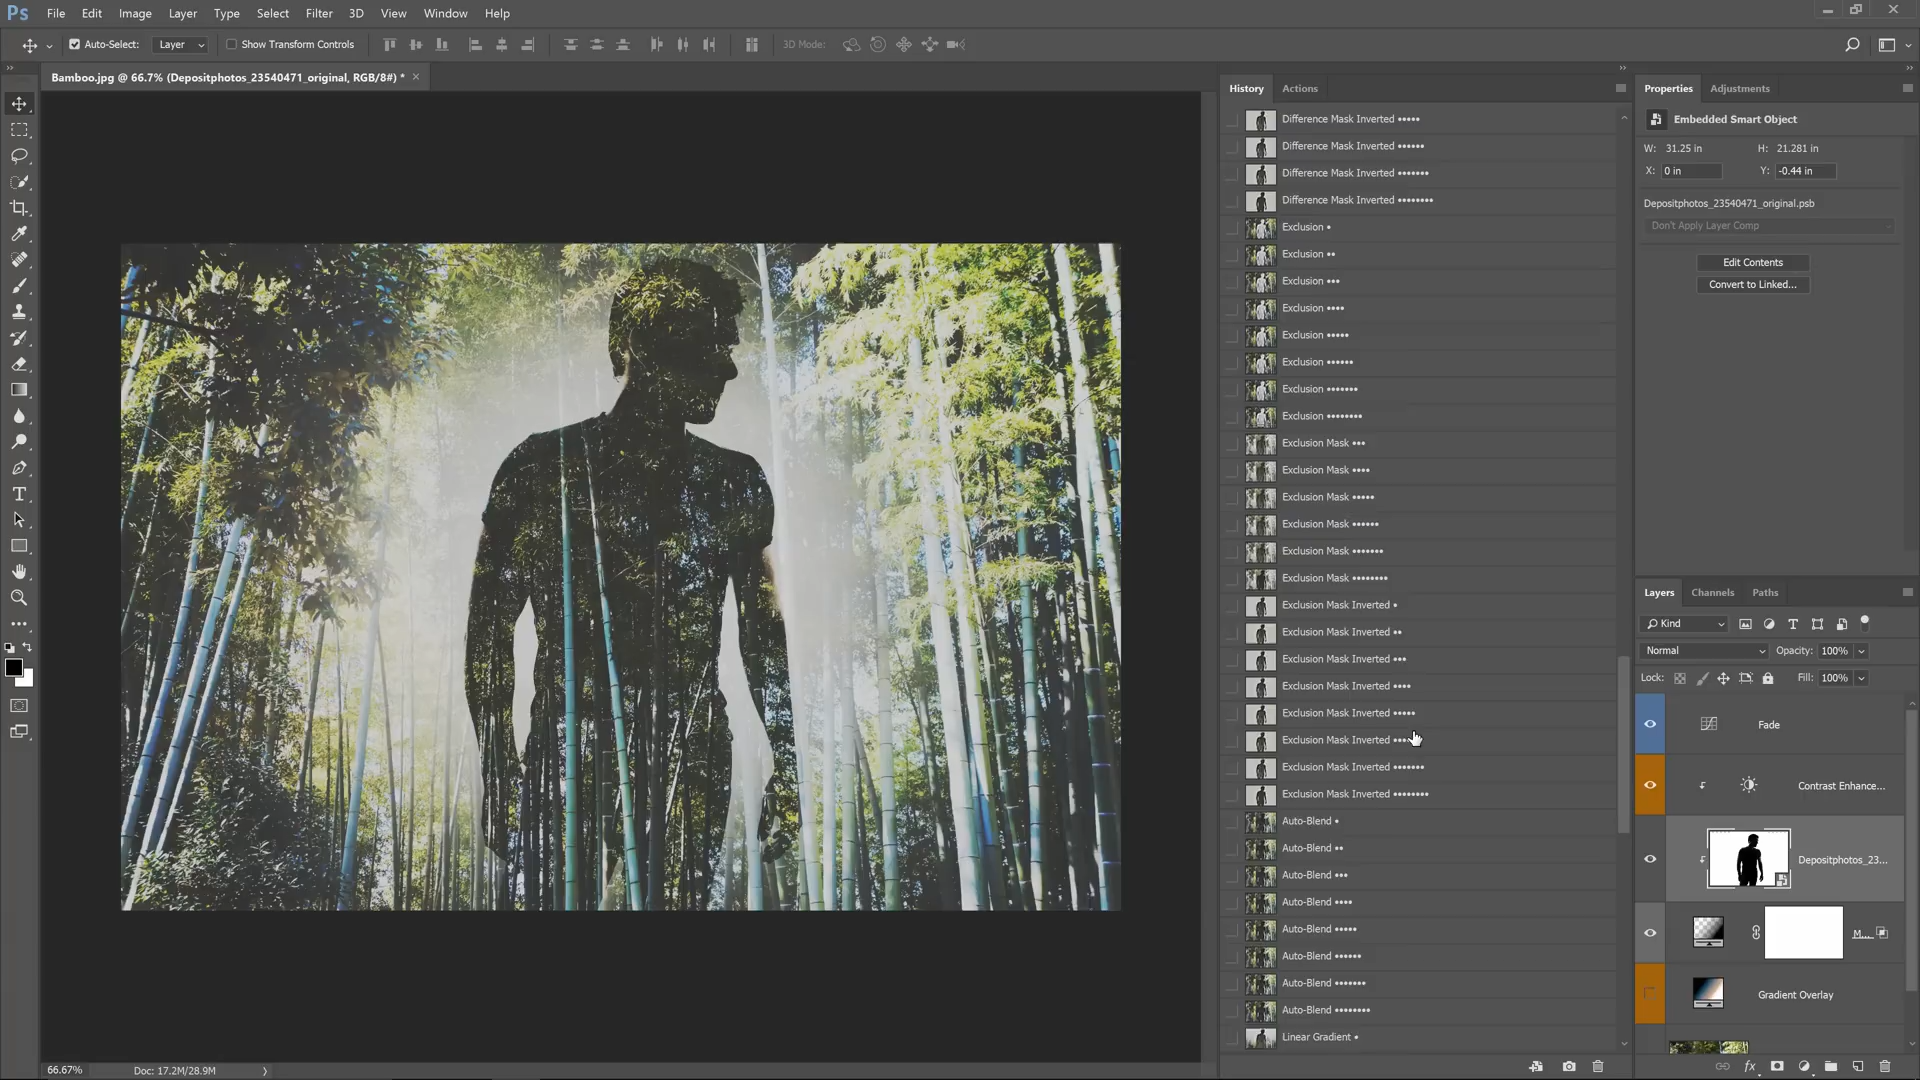 Ps File Edit Image Layer Type Select Filter 3D View Window Help
Auto-Select: Layer Show Transform Controls 3D Mode:
Bamboo.jpg @ 66.7% (Depositphotos_23540471_original, RGB/8#) * ×
History Actions
Difference Mask Inverted •••••
Difference Mask Inverted ••••••
Difference Mask Inverted •••••••
Difference Mask Inverted ••••••••
Exclusion •
Exclusion ••
Exclusion •••
Exclusion ••••
Exclusion •••••
Exclusion ••••••
Exclusion •••••••
Exclusion ••••••••
Exclusion Mask •••
Exclusion Mask ••••
Exclusion Mask •••••
Exclusion Mask ••••••
Exclusion Mask •••••••
Exclusion Mask ••••••••
Exclusion Mask Inverted •
Exclusion Mask Inverted ••
Exclusion Mask Inverted •••
Exclusion Mask Inverted ••••
Exclusion Mask Inverted •••••
Exclusion Mask Inverted
Exclusion Mask Inverted •••••••
Exclusion Mask Inverted ••••••••
Auto-Blend •
Auto-Blend ••
Auto-Blend •••
Auto-Blend ••••
Auto-Blend •••••
Auto-Blend ••••••
Auto-Blend •••••••
Auto-Blend ••••••••
Linear Gradient •
Properties Adjustments
Embedded Smart Object
W: 31.25 in H: 21.281 in
X: 0 in Y: -0.44 in
Depositphotos_23540471_original.psb
Don't Apply Layer Comp
Edit Contents
Convert to Linked...
Layers Channels Paths
Kind
Normal Opacity: 100%
Lock: Fill: 100%
Fade
Contrast Enhance...
Depositphotos_23...
M...
Gradient Overlay
fx
66.67% Doc: 17.2M/28.9M